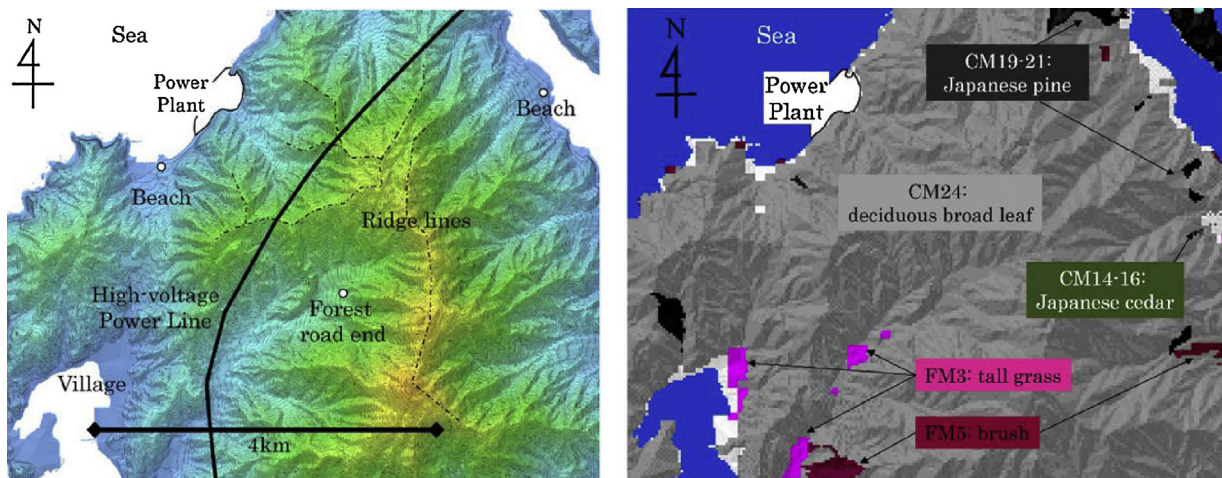 N
Sea
Power
Plant
Beach
Beach
Ridge lines
High-voltage
Power Line
Forest
road end
Village
4km
N
Sea
Power
Plant
CM19-21:
Japanese pine
CM24:
deciduous broad leaf
CM14-16:
Japanese cedar
FM3: tall grass
FM5: brush